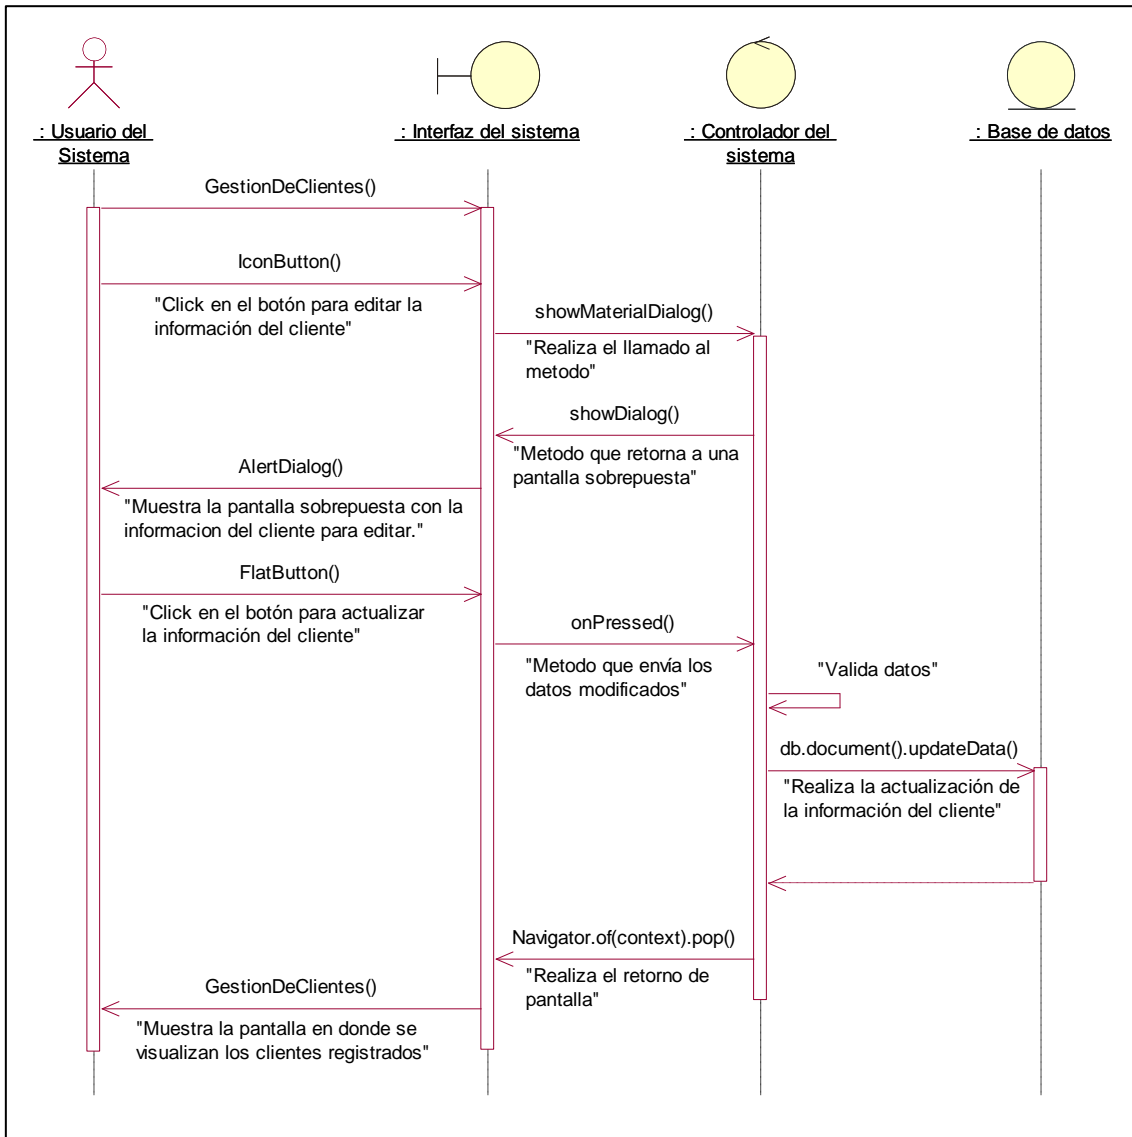 : Usuario del
Sistema
: Interfaz del sistema
: Controlador del
sistema
: Base de datos
GestionDeClientes()
IconButton()
"Click en el botón para editar la
información del cliente"
showMaterialDialog()
"Realiza el llamado al
metodo"
showDialog()
"Metodo que retorna a una
pantalla sobrepuesta"
AlertDialog()
"Muestra la pantalla sobrepuesta con la
informacion del cliente para editar."
FlatButton()
"Click en el botón para actualizar
la información del cliente"
onPressed()
"Metodo que envía los
datos modificados"
"Valida datos"
db.document().updateData()
"Realiza la actualización de
la información del cliente"
Navigator.of(context).pop()
"Realiza el retorno de
pantalla"
GestionDeClientes()
"Muestra la pantalla en donde se
visualizan los clientes registrados"